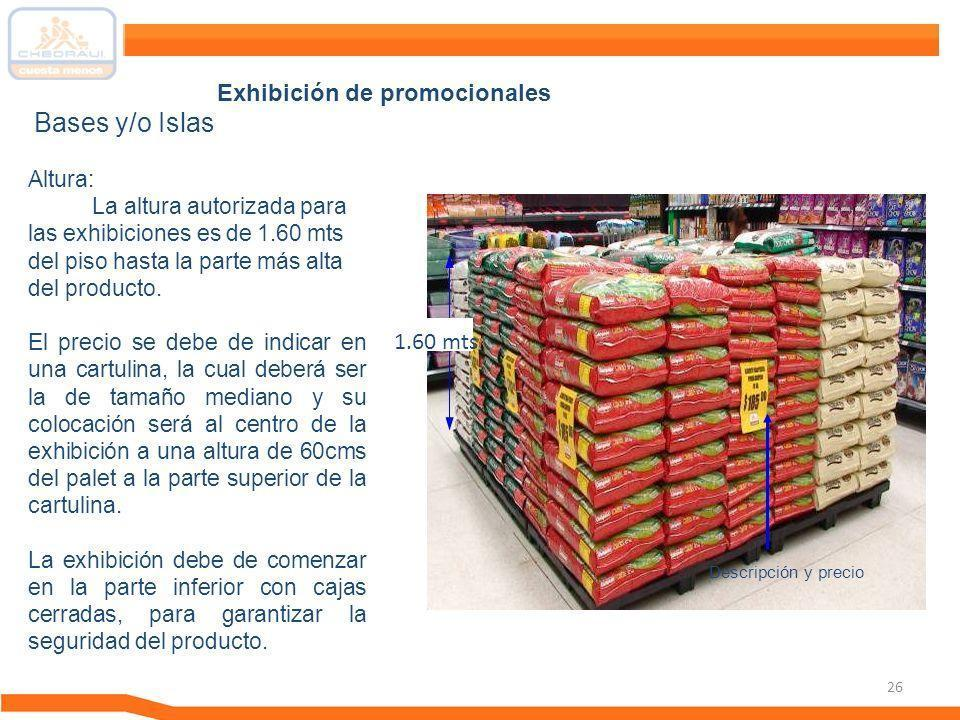 CHEDRAUI
cuesta menos
Exhibición de promocionales
Bases y/o Islas
Altura:
La altura autorizada para
las exhibiciones es de 1.60 mts
del piso hasta la parte más alta
del producto.
El precio se debe de indicar en
una cartulina, la cual deberá ser
la de tamaño mediano y su
colocación será al centro de la
exhibición a una altura de 60cms
del palet a la parte superior de la
cartulina.
La exhibición debe de comenzar
en la parte inferior con cajas
cerradas, para garantizar la
seguridad del producto.
1.60 mts
$185.00
Descripción y precio
26